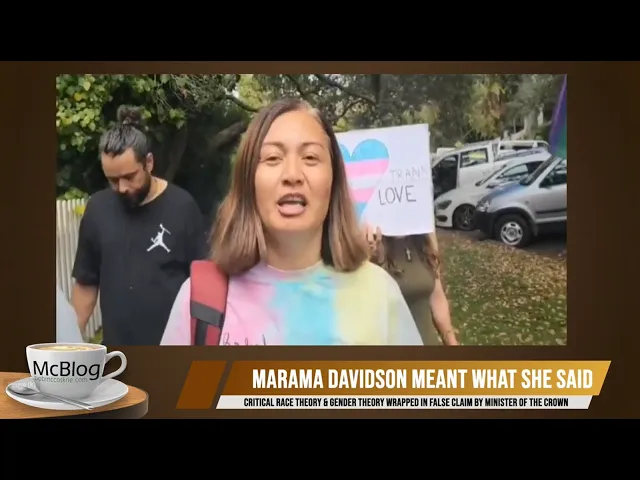 TRANS
LOVE
McBlog
MARAMA DAVIDSON MEANT WHAT SHE SAID
CRITICAL RACE THEORY & GENDER THEORY WRAPPED IN FALSE CLAIM BY MINISTER OF THE CROWN